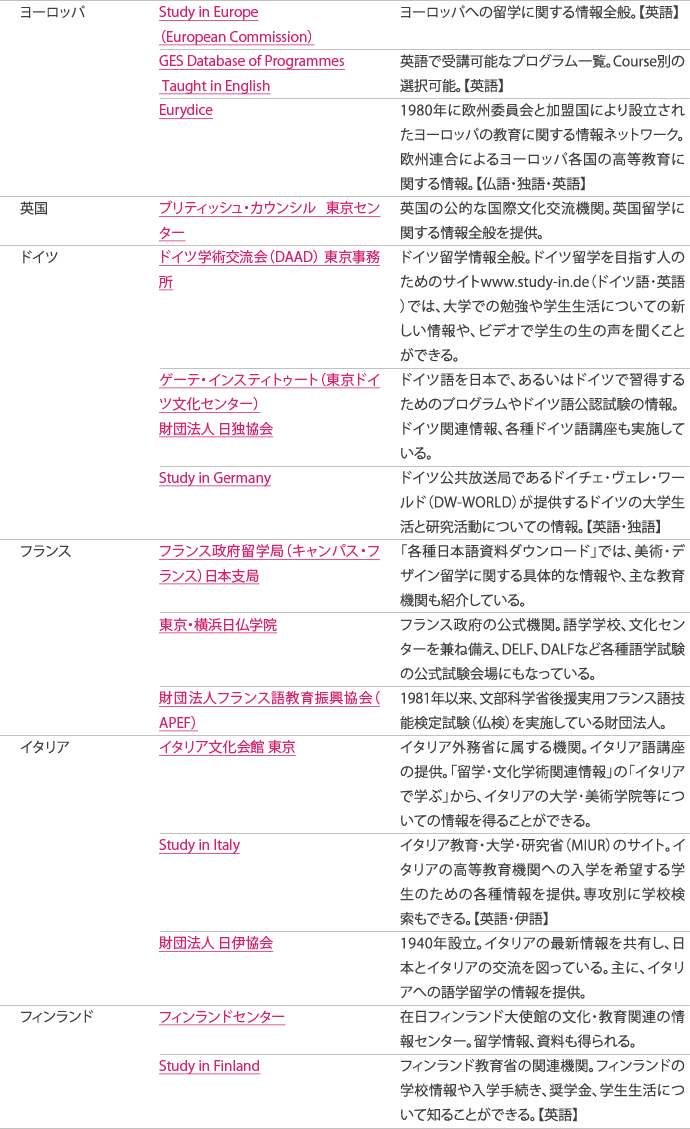 ヨーロッパ
Study in Europe
（European Commission）
ヨーロッパへの留学に関する情報全般。【英語】
GES Database of Programmes
Taught in English
英語で受講可能なプログラム一覧。Course別の
選択可能。【英語】
Eurydice
1980年に欧州委員会と加盟国により設立され
たヨーロッパの教育に関する情報ネットワーク。
欧州連合によるヨーロッパ各国の高等教育に
関する情報。【仏語・独語・英語】
英国
ブリティッシュ・カウンシル　東京セン
ター
英国の公的な国際文化交流機関。英国留学に
関する情報全般を提供。
ドイツ
ドイツ学術交流会（DAAD） 東京事務
所
ドイツ留学情報全般。ドイツ留学を目指す人の
ためのサイトwww.study-in.de（ドイツ語・英語
）では、大学での勉強や学生生活についての新
しい情報や、ビデオで学生の生の声を聞くこと
ができる。
ゲーテ・インスティトゥート（東京ドイ
ツ文化センター）
ドイツ語を日本で、あるいはドイツで習得する
ためのプログラムやドイツ語公認試験の情報。
財団法人 日独協会
ドイツ関連情報、各種ドイツ語講座も実施して
いる。
Study in Germany
ドイツ公共放送局であるドイチェ・ヴェレ・ワー
ルド（DW-WORLD）が提供するドイツの大学生
活と研究活動についての情報。【英語・独語】
フランス
フランス政府留学局（キャンパス・フ
ランス）日本支局
「各種日本語資料ダウンロード」では、美術・デ
ザイン留学に関する具体的な情報や、主な教育
機関も紹介している。
東京・横浜日仏学院
フランス政府の公式機関。語学学校、文化セン
ターを兼ね備え、DELF、DALFなど各種語学試験
の公式試験会場にもなっている。
財団法人フランス語教育振興協会（
APEF）
1981年以来、文部科学省後援実用フランス語技
能検定試験（仏検）を実施している財団法人。
イタリア
イタリア文化会館 東京
イタリア外務省に属する機関。イタリア語講座
の提供。「留学・文化学術関連情報」の「イタリア
で学ぶ」から、イタリアの大学・美術学院等につ
いての情報を得ることができる。
Study in Italy
イタリア教育・大学・研究省（MIUR）のサイト。イ
タリアの高等教育機関への入学を希望する学
生のための各種情報を提供。専攻別に学校検
索もできる。【英語・伊語】
財団法人 日伊協会
1940年設立。イタリアの最新情報を共有し、日
本とイタリアの交流を図っている。主に、イタリ
アへの語学留学の情報を提供。
フィンランド
フィンランドセンター
在日フィンランド大使館の文化・教育関連の情
報センター。留学情報、資料も得られる。
Study in Finland
フィンランド教育省の関連機関。フィンランドの
学校情報や入学手続き、奨学金、学生生活につ
いて知ることができる。【英語】